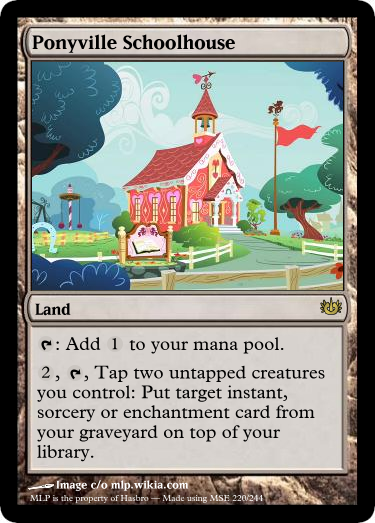 Ponyville Schoolhouse
Land
: Add 1 to your mana pool.
2, , Tap two untapped creatures
you control: Put target instant,
sorcery or enchantment card from
your graveyard on top of your
library.
Image c/o mlp.wikia.com
MLP is the property of Hasbro — Made using MSE 220/244